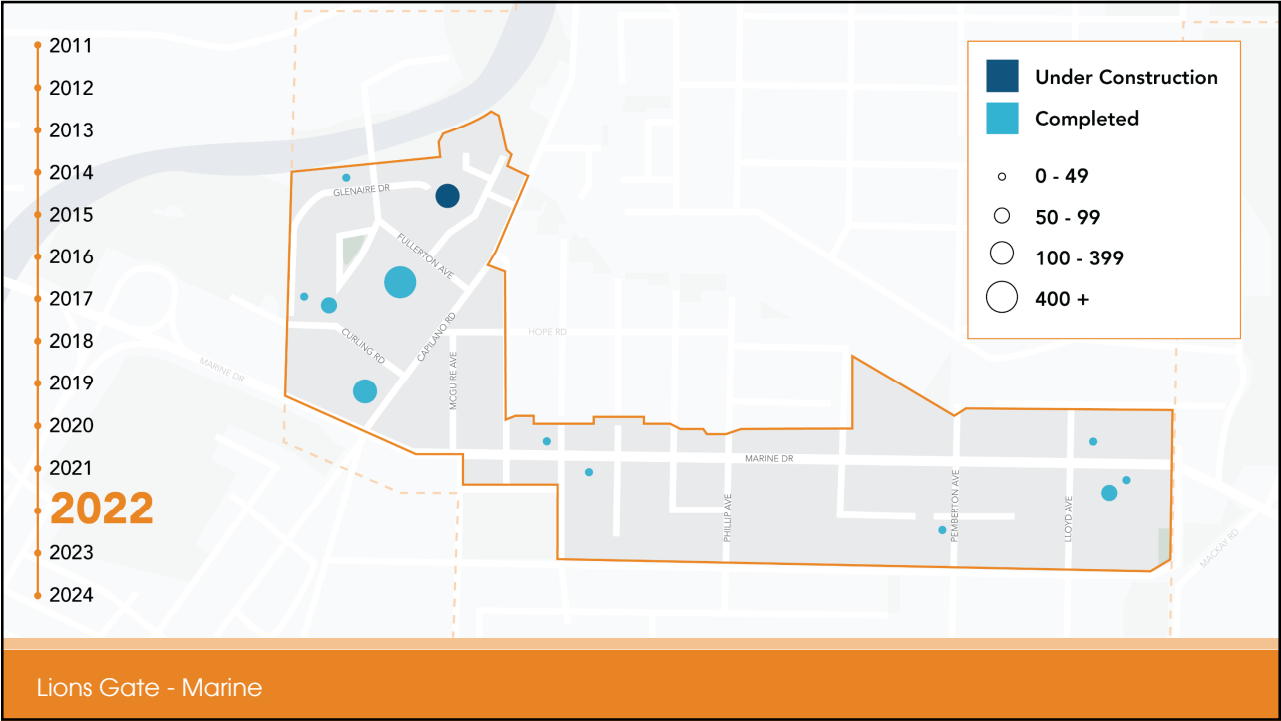 2011
2012
2013
2014
2015
2016
2017
2018
2019
2020
2021
2022
2023
2024
Under Construction
Completed
0 - 49
50 - 99
100 - 399
400 +
GLENAIRE DR
FULLERTON AVE
CURLING RD
CAPILANO RD
MCGUIRE AVE
HOPE RD
MARINE DR
MARINE DR
PHILLIP AVE
PEMBERTON AVE
LLOYD AVE
MACKAY RD
Lions Gate - Marine